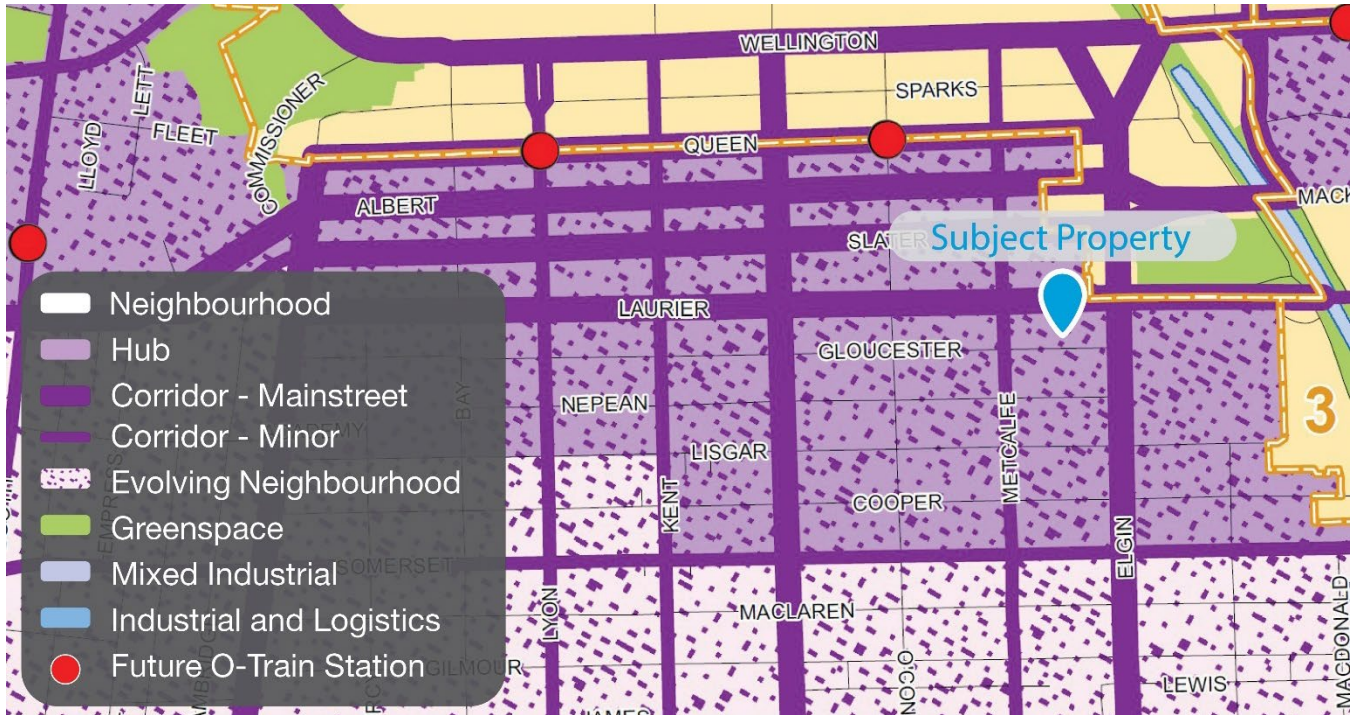 WELLINGTON
SPARKS
LETT
FLEET
LLOYD
COMMISSIONER
QUEEN
ALBERT
MACK
SLATER
Subject Property
LAURIER
GLOUCESTER
NEPEAN
BAY
METCALFE
LISGAR
KENT
COOPER
3
ELGIN
SOMERSET
LYON
MACLAREN
MACDONALD
GILMOUR
O'CON
LEWIS
JAMES
Neighbourhood
Hub
Corridor - Mainstreet
Corridor - Minor
Evolving Neighbourhood
Greenspace
Mixed Industrial
Industrial and Logistics
Future O-Train Station